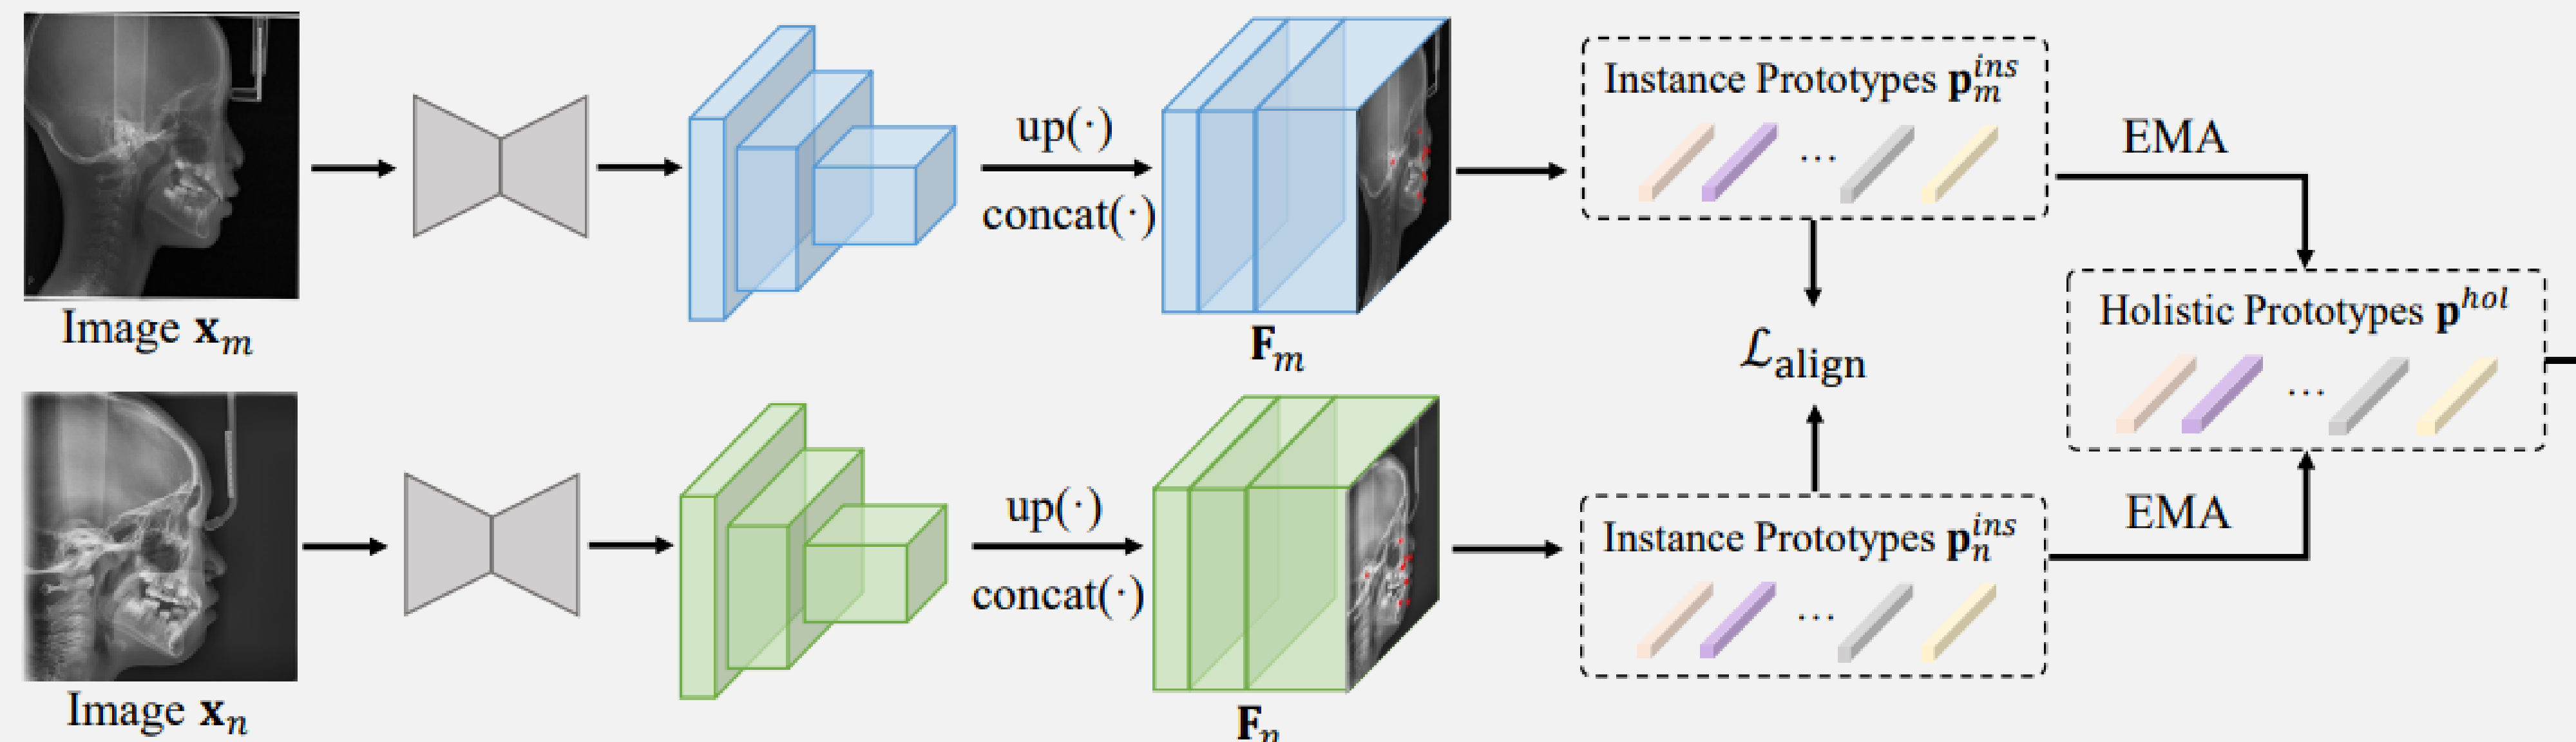 Image x_m
up(·)
concat(·)
F_m
Instance Prototypes p_m^{ins}
...
EMA
ℒ_align
Holistic Prototypes p^{hol}
...
Image x_n
up(·)
concat(·)
F_n
Instance Prototypes p_n^{ins}
...
EMA